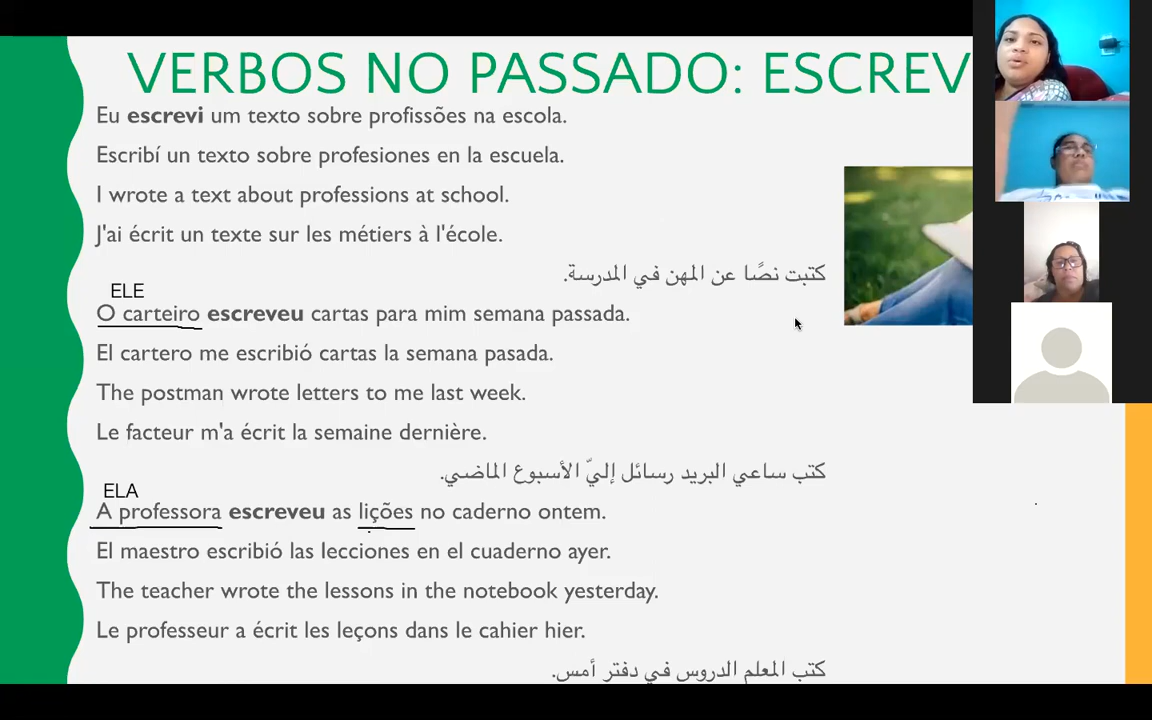 VERBOS NO PASSADO: ESCREV
Eu escrevi um texto sobre profissões na escola.
Escribí un texto sobre profesiones en la escuela.
I wrote a text about professions at school.
J'ai écrit un texte sur les métiers à l'école.
كتبت نصًا عن المهن في المدرسة.
ELE
O carteiro escreveu cartas para mim semana passada.
El cartero me escribió cartas la semana pasada.
The postman wrote letters to me last week.
Le facteur m'a écrit la semaine dernière.
كتب ساعي البريد رسائل إليّ الأسبوع الماضي.
ELA
A professora escreveu as lições no caderno ontem.
El maestro escribió las lecciones en el cuaderno ayer.
The teacher wrote the lessons in the notebook yesterday.
Le professeur a écrit les leçons dans le cahier hier.
كتب المعلم الدروس في دفتر أمس.